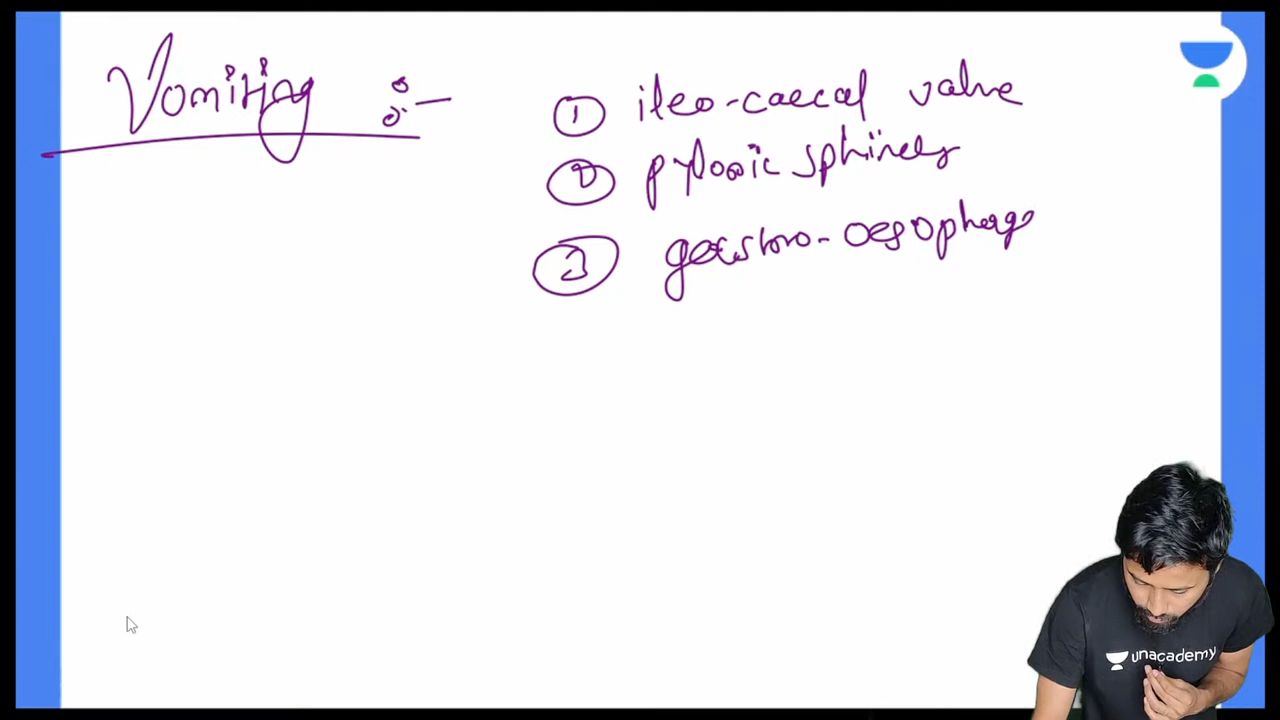 Vomiting :-
① ileo-caecal valve
② pyloric sphincter
③ gastro-oesophage
unacademy